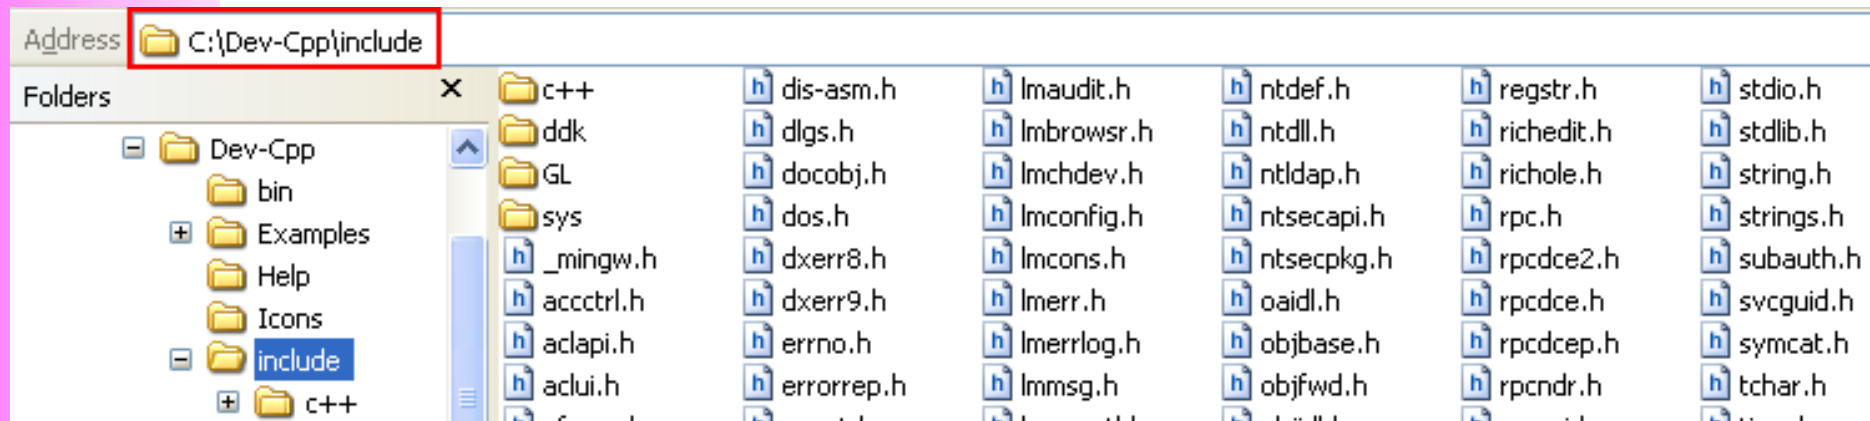 Address C:\Dev-Cpp\include
Folders
Dev-Cpp
bin
Examples
Help
Icons
include
c++
c++ dis-asm.h lmaudit.h ntdef.h regstr.h stdio.h
ddk dlgs.h lmbrowsr.h ntdll.h richedit.h stdlib.h
GL docobj.h lmchdev.h ntldap.h richole.h string.h
sys dos.h lmconfig.h ntsecapi.h rpc.h strings.h
_mingw.h dxerr8.h lmcons.h ntsecpkg.h rpcdce2.h subauth.h
accctrl.h dxerr9.h lmerr.h oaidl.h rpcdce.h svcguid.h
aclapi.h errno.h lmerrlog.h objbase.h rpcdcep.h symcat.h
aclui.h errorrep.h lmmsg.h objfwd.h rpcndr.h tchar.h